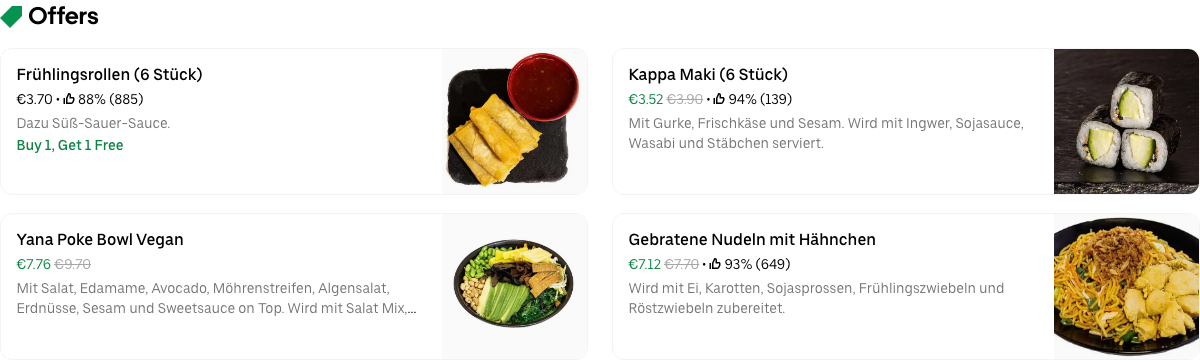 Offers
Frühlingsrollen (6 Stück)
€3.70 • 88% (885)
Dazu Süß-Sauer-Sauce.
Buy 1, Get 1 Free
Kappa Maki (6 Stück)
€3.52 €3.90 • 94% (139)
Mit Gurke, Frischkäse und Sesam. Wird mit Ingwer, Sojasauce,
Wasabi und Stäbchen serviert.
Yana Poke Bowl Vegan
€7.76 €9.70
Mit Salat, Edamame, Avocado, Möhrenstreifen, Algensalat,
Erdnüsse, Sesam und Sweetsauce on Top. Wird mit Salat Mix,...
Gebratene Nudeln mit Hähnchen
€7.12 €7.70 • 93% (649)
Wird mit Ei, Karotten, Sojasprossen, Frühlingszwiebeln und
Röstzwiebeln zubereitet.